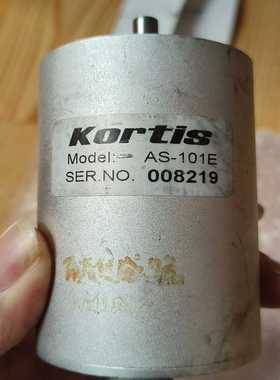 Kortis
Model:- AS-101E
SER.NO. 008219